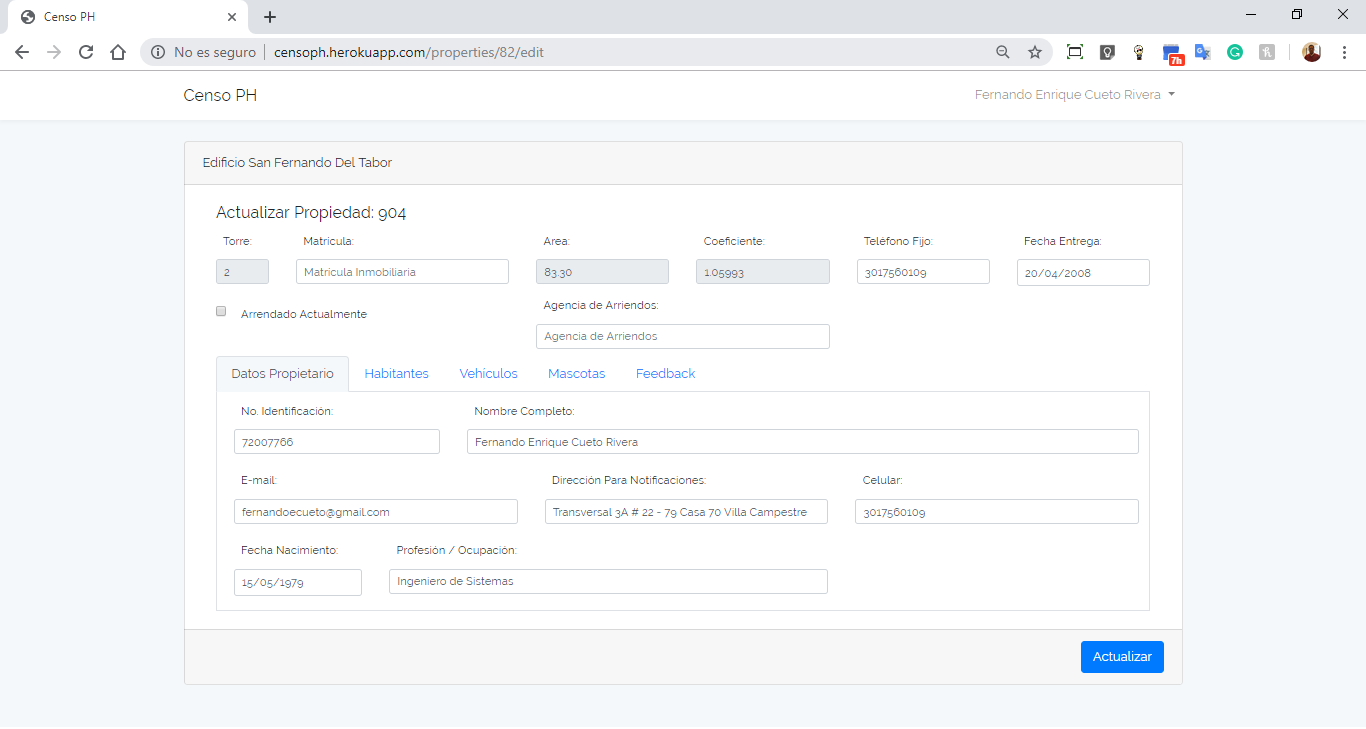 Censo PH
No es seguro censoph.herokuapp.com/properties/82/edit
7h
Censo PH
Fernando Enrique Cueto Rivera
Edificio San Fernando Del Tabor
Actualizar Propiedad: 904
Torre: Matrícula: Area: Coeficiente: Teléfono Fijo: Fecha Entrega:
2 Matrícula Inmobiliaria 83.30 1.05993 3017560109 20/04/2008
Arrendado Actualmente Agencia de Arriendos:
Agencia de Arriendos
Datos Propietario Habitantes Vehículos Mascotas Feedback
No. Identificación: Nombre Completo:
72007766 Fernando Enrique Cueto Rivera
E-mail: Dirección Para Notificaciones: Celular:
fernandoecueto@gmail.com Transversal 3A # 22 - 79 Casa 70 Villa Campestre 3017560109
Fecha Nacimiento: Profesión / Ocupación:
15/05/1979 Ingeniero de Sistemas
Actualizar